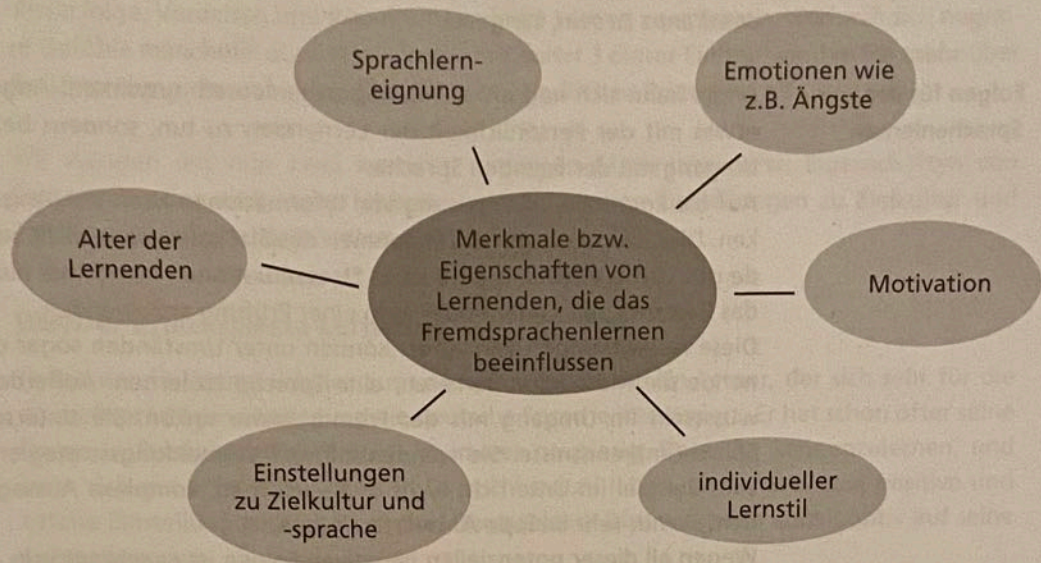 Sprachlern-
eignung
Emotionen wie
z.B. Ängste
Alter der
Lernenden
Merkmale bzw.
Eigenschaften von
Lernenden, die das
Fremdsprachenlernen
beeinflussen
Motivation
Einstellungen
zu Zielkultur und
-sprache
individueller
Lernstil